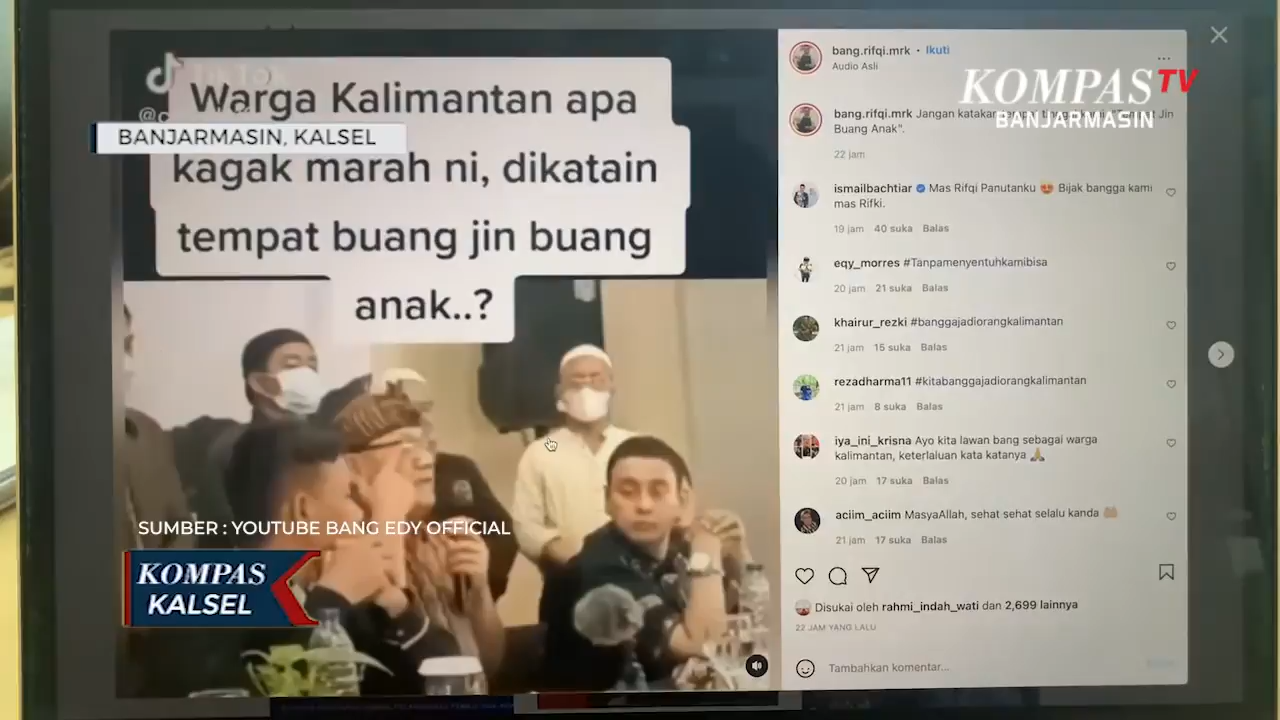 TikTok
Warga Kalimantan apa
BANJARMASIN, KALSEL
kagak marah ni, dikatain
tempat buang jin buang
anak..?
SUMBER : YOUTUBE BANG EDY OFFICIAL
KOMPAS
KALSEL
bang.rifqi.mrk • Ikuti
Audio Asli
KOMPAS TV
BANJARMASIN
bang.rifqi.mrk Jangan katakan Jin
Buang Anak".
22 jam
ismailbachtiar Mas Rifqi Panutanku 😍 Bijak bangga kami
mas Rifki.
19 jam 40 suka Balas
eqy_morres #Tanpamenyentuhkamibisa
20 jam 21 suka Balas
khairur_rezki #banggajadiorangkalimantan
21 jam 15 suka Balas
rezadharma11 #kitabanggajadiorangkalimantan
21 jam 8 suka Balas
iya_ini_krisna Ayo kita lawan bang sebagai warga
kalimantan, keterlaluan kata katanya 🙏
20 jam 17 suka Balas
aciim_aciim MasyaAllah, sehat sehat selalu kanda 🤲
21 jam 17 suka Balas
Disukai oleh rahmi_indah_wati dan 2,699 lainnya
22 JAM YANG LALU
Tambahkan komentar...